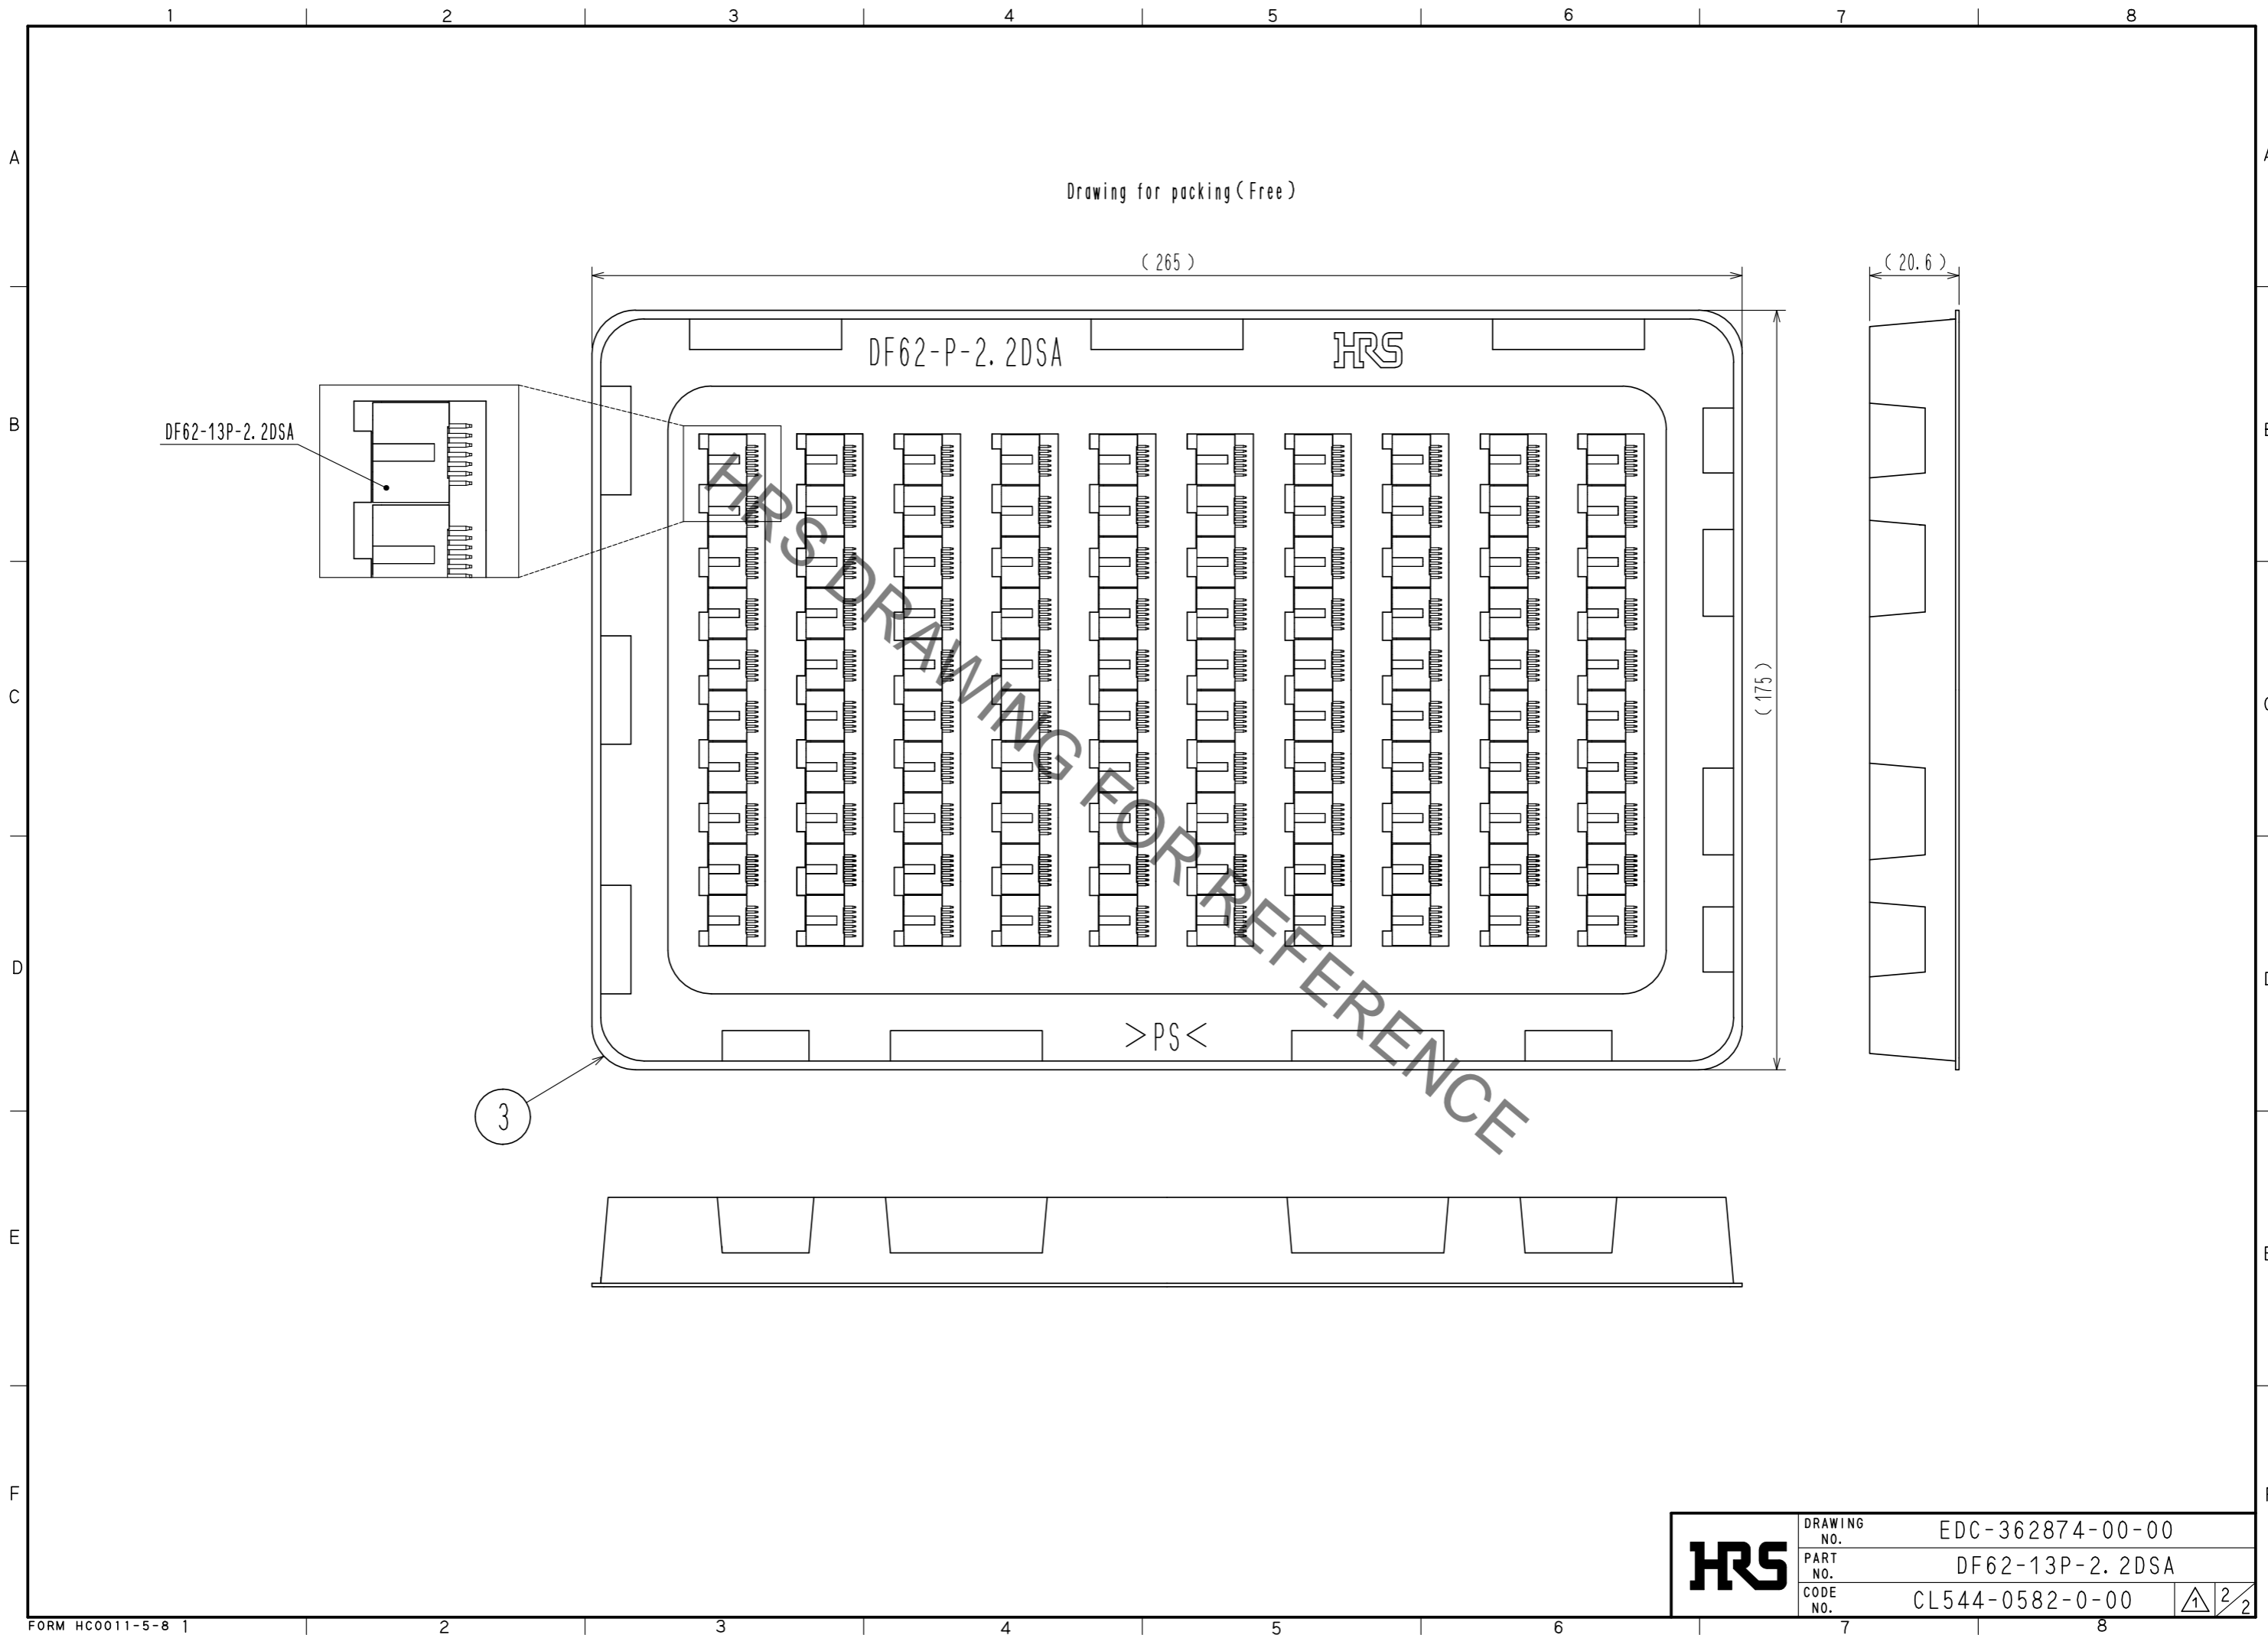 1 2 3 4 5 6 7 8
A A
Drawing for packing(Free)
(265)
(20.6)
DF62-P-2.2DSA
HRS
B
DF62-13P-2.2DSA
HRS DRAWING FOR REFERENCE
(175)
C
D
>PS<
3
E
F
HRS
DRAWING NO. EDC-362874-00-00
PART NO. DF62-13P-2.2DSA
CODE NO. CL544-0582-0-00
1 2/2
FORM HC0011-5-8 1 2 3 4 5 6 7 8